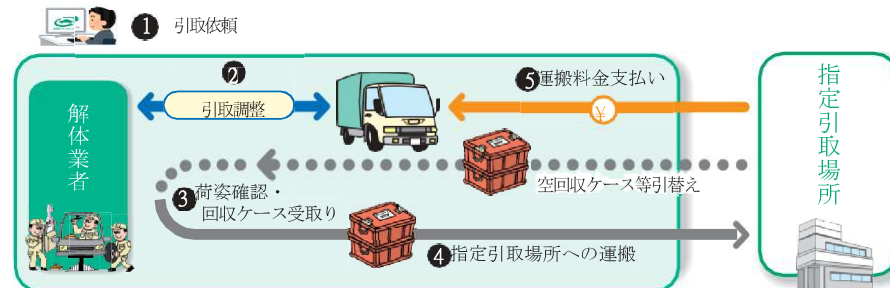 ❶ 引取依頼
❷
引取調整
❺運搬料金支払い
¥
解体業者
指定引取場所
空回収ケース等引替え
❸荷姿確認・
回収ケース受取り
❹指定引取場所への運搬